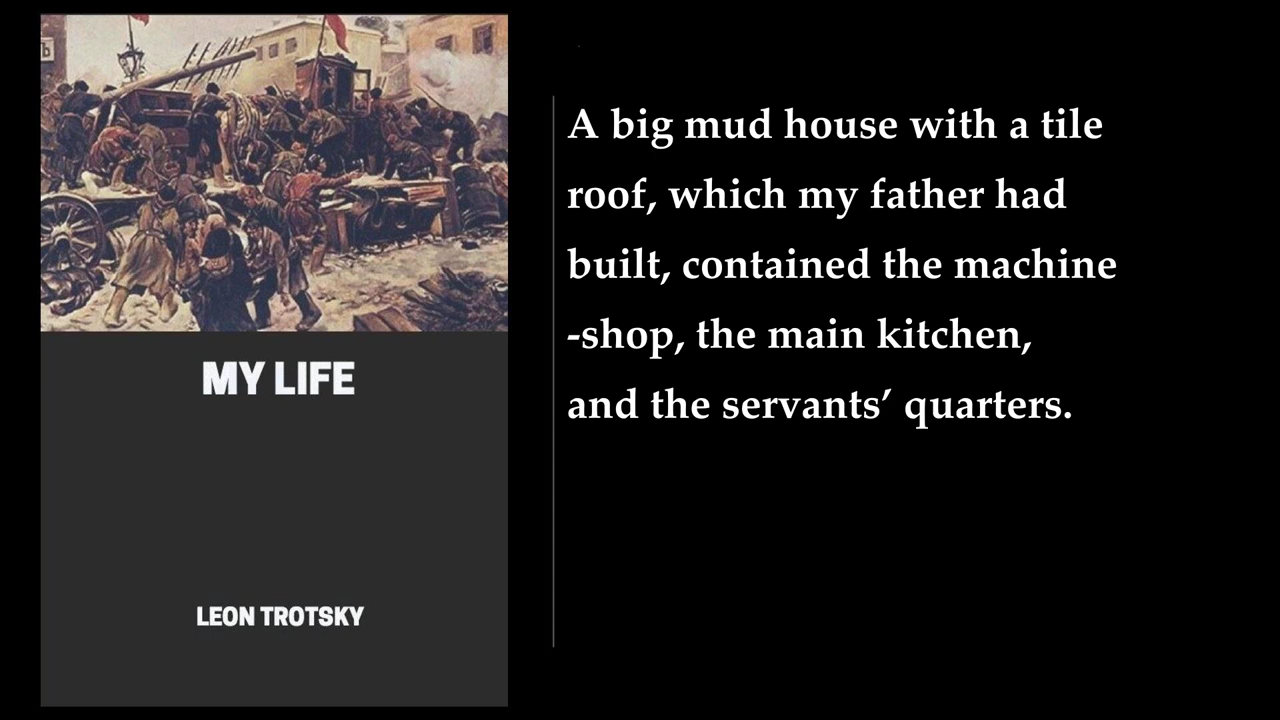 MY LIFE
LEON TROTSKY
A big mud house with a tile
roof, which my father had
built, contained the machine
-shop, the main kitchen,
and the servants’ quarters.